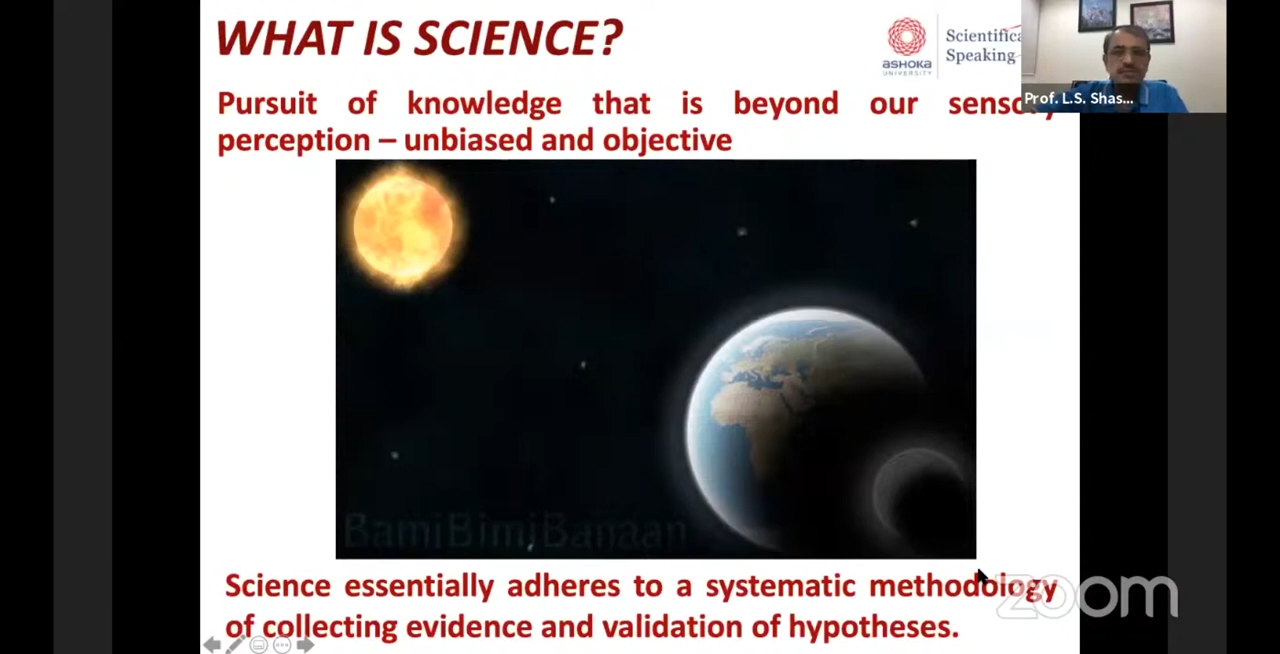 WHAT IS SCIENCE?
ASHOKA
UNIVERSITY
Scientifica
Speaking
Prof. L.S. Shas...
Pursuit of knowledge that is beyond our sensory
perception – unbiased and objective
BamiBimiBanaan
Science essentially adheres to a systematic methodology
of collecting evidence and validation of hypotheses.
zoom